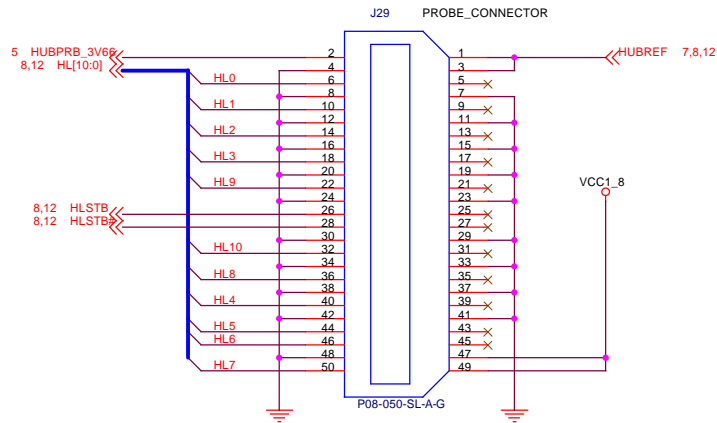 J29 PROBE_CONNECTOR
5 HUBPRB_3V66 2 1 HUBREF 7,8,12
8,12 HL[10:0] 4 3
HL0 6 5
8 7
HL1 10 9
12 11
HL2 14 13
16 15
HL3 18 17
20 19
HL9 22 21
VCC1_8
24 23
8,12 HLSTB 26 25
8,12 HLSTB# 28 27
30 29
HL10 32 31
34 33
HL8 36 35
38 37
HL4 40 39
42 41
HL5 44 43
HL6 46 45
48 47
HL7 50 49
P08-050-SL-A-G